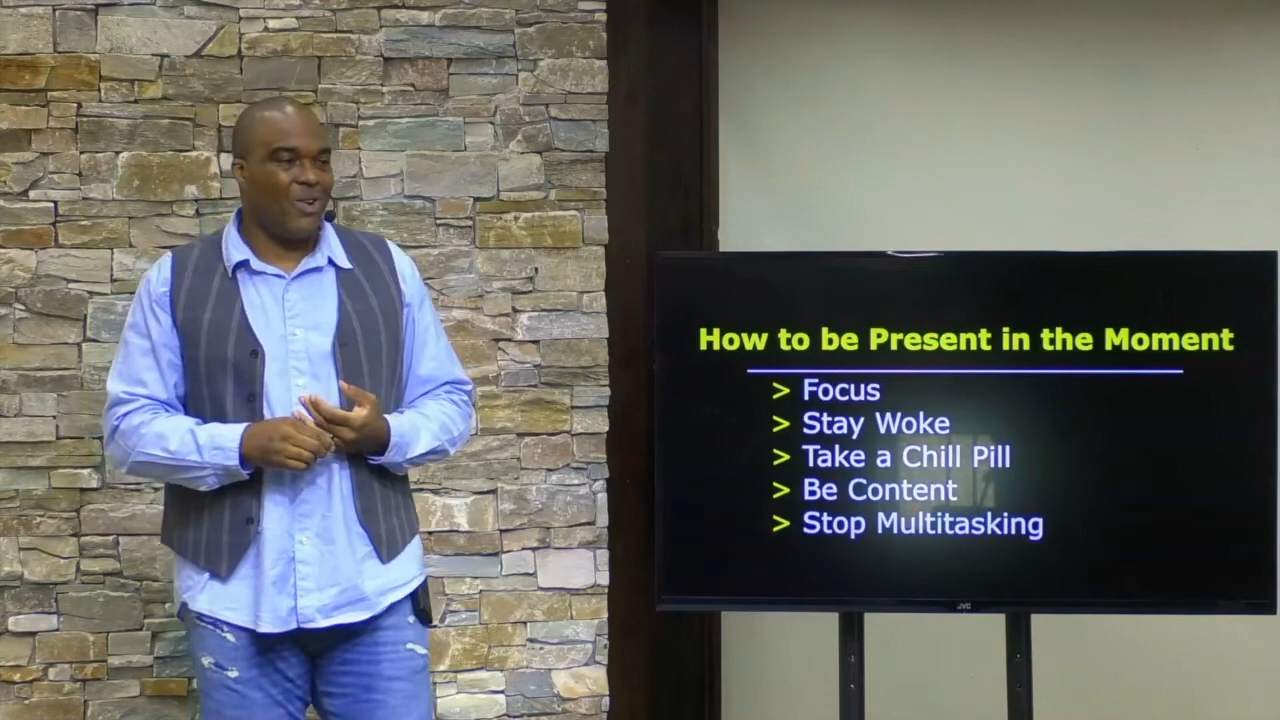 How to be Present in the Moment
> Focus
> Stay Woke
> Take a Chill Pill
> Be Content
> Stop Multitasking
JVC